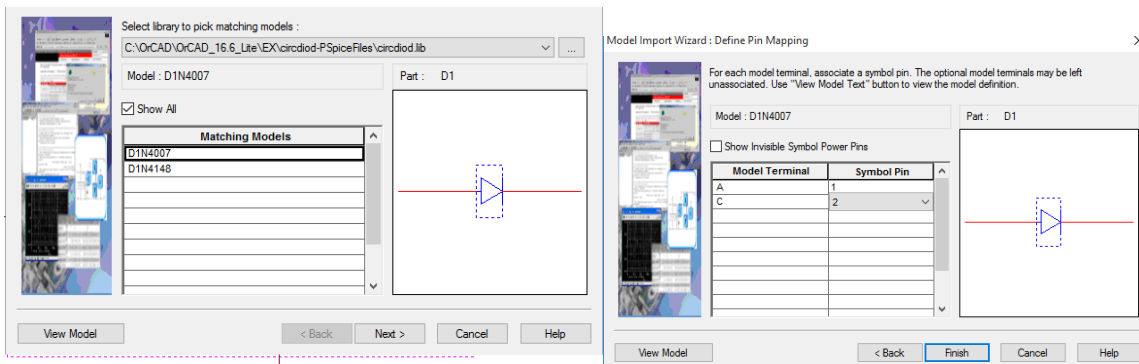 Select library to pick matching models :
C:\OrCAD\OrCAD_16.6_Lite\EX\circdiod-PSpiceFiles\circdiod.lib
...
Model : D1N4007
Part : D1
Show All
Matching Models
D1N4007
D1N4148
View Model
< Back
Next >
Cancel
Help
Model Import Wizard : Define Pin Mapping
For each model terminal, associate a symbol pin. The optional model terminals may be left
unassociated. Use "View Model Text" button to view the model definition.
Model : D1N4007
Part : D1
Show Invisible Symbol Power Pins
Model Terminal Symbol Pin
A 1
C 2
View Model
< Back
Finish
Cancel
Help